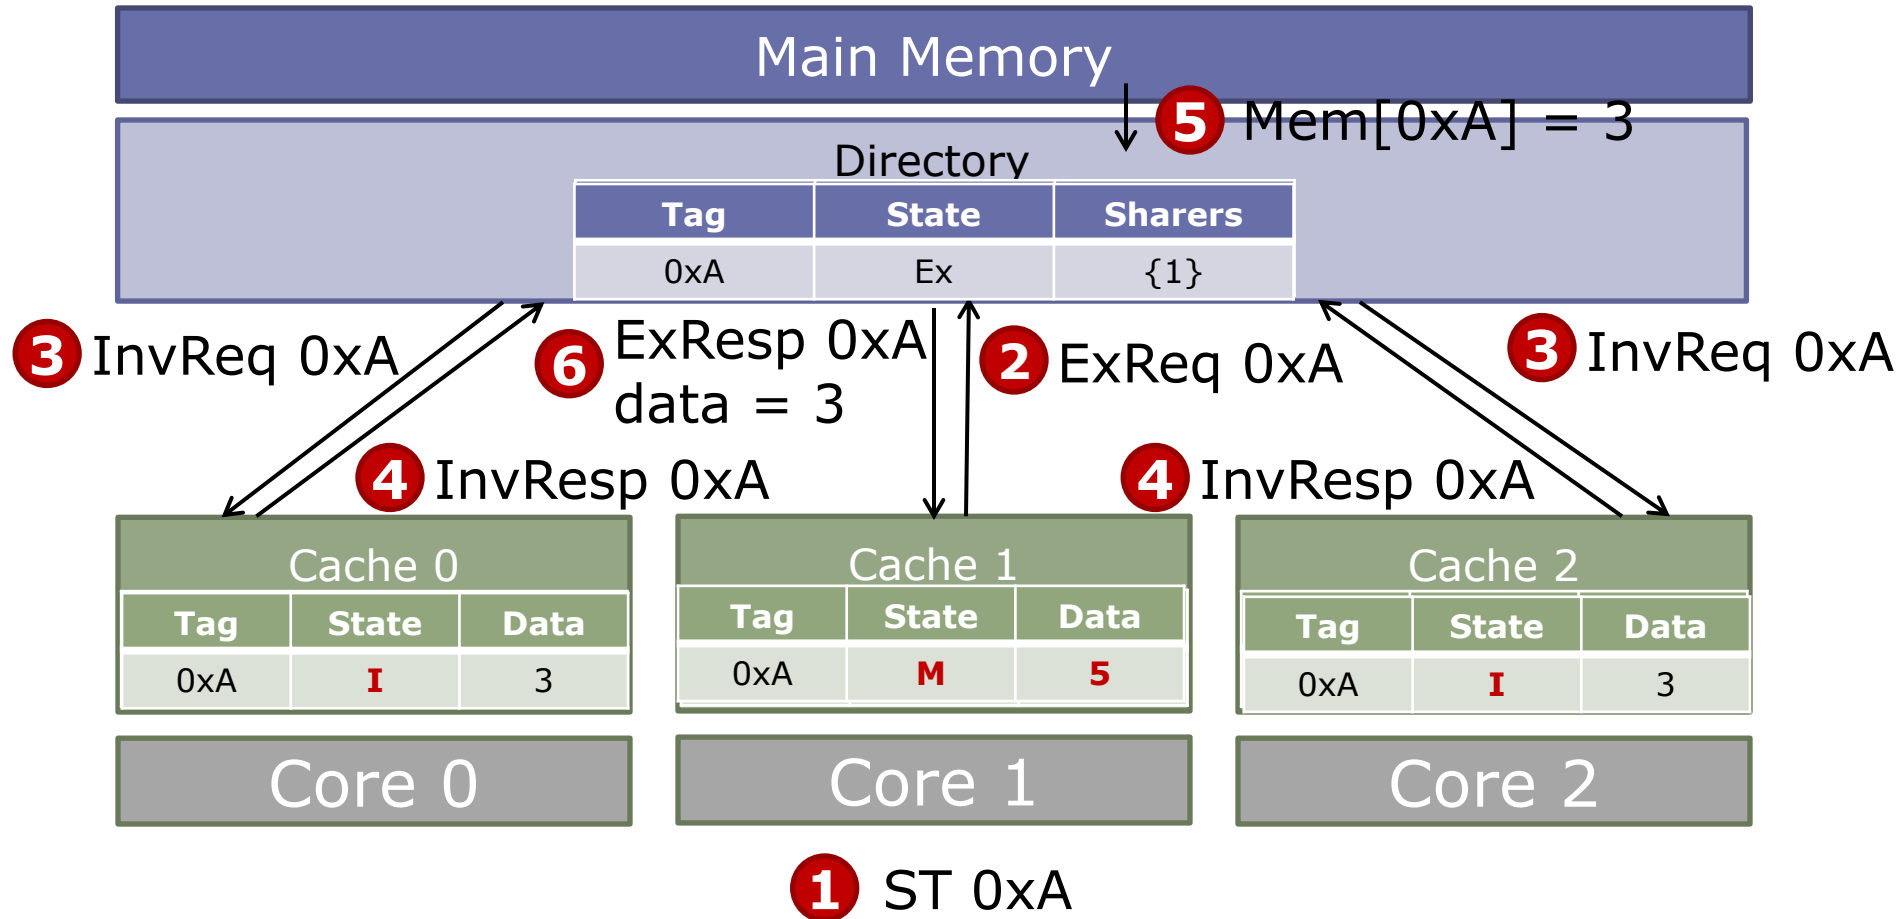 Main Memory
5 Mem[0xA] = 3
Directory
Tag State Sharers
0xA Ex {1}
3 InvReq 0xA
6 ExResp 0xA
data = 3
2 ExReq 0xA
3 InvReq 0xA
4 InvResp 0xA
4 InvResp 0xA
Cache 0
Tag State Data
0xA I 3
Cache 1
Tag State Data
0xA M 5
Cache 2
Tag State Data
0xA I 3
Core 0
Core 1
Core 2
1 ST 0xA